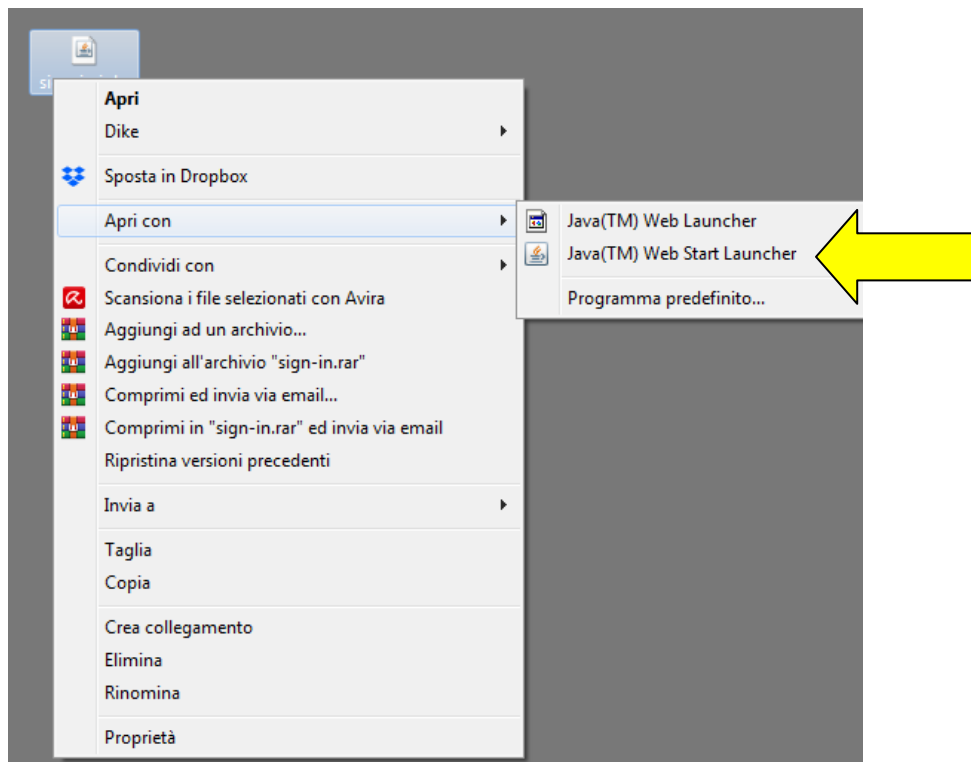 Apri
Dike
Sposta in Dropbox
Apri con
Java(TM) Web Launcher
Java(TM) Web Start Launcher
Programma predefinito...
Condividi con
Scansiona i file selezionati con Avira
Aggiungi ad un archivio...
Aggiungi all'archivio "sign-in.rar"
Comprimi ed invia via email...
Comprimi in "sign-in.rar" ed invia via email
Ripristina versioni precedenti
Invia a
Taglia
Copia
Crea collegamento
Elimina
Rinomina
Proprietà